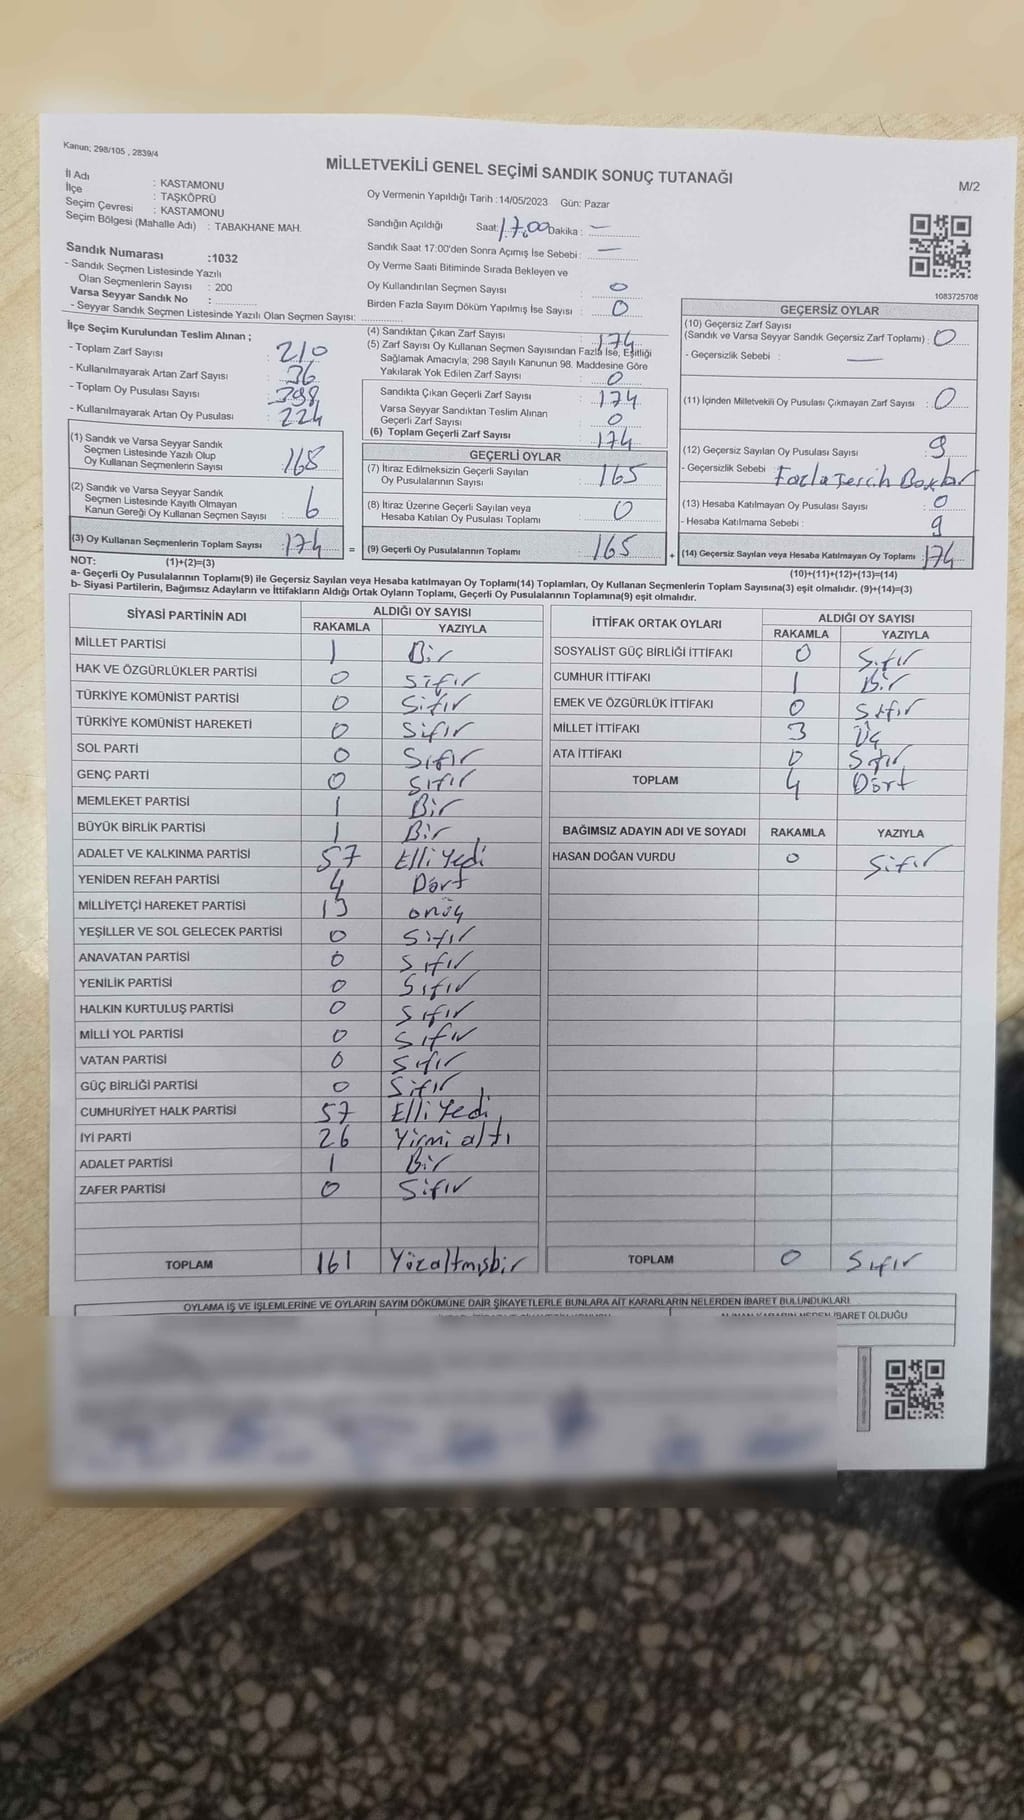 Kanun; 298/105 , 2839/4
MİLLETVEKİLİ GENEL SEÇİMİ SANDIK SONUÇ TUTANAĞI
M/2
İl Adı : KASTAMONU
İlçe : TAŞKÖPRÜ
Seçim Çevresi : KASTAMONU
Seçim Bölgesi (Mahalle Adı) : TABAKHANE MAH.
Sandık Numarası :1032
- Sandık Seçmen Listesinde Yazılı
Olan Seçmenlerin Sayısı : 200
Varsa Seyyar Sandık No :
- Seyyar Sandık Seçmen Listesinde Yazılı Olan Seçmen Sayısı:
Oy Vermenin Yapıldığı Tarih :14/05/2023 Gün: Pazar
Sandığın Açıldığı Saat: 17.00 Dakika : —
Sandık Saat 17:00'den Sonra Açımış İse Sebebi : —
Oy Verme Saati Bitiminde Sırada Bekleyen ve
Oy Kullandırılan Seçmen Sayısı : 0
Birden Fazla Sayım Döküm Yapılmış İse Sayısı : 0
1083725708
İlçe Seçim Kurulundan Teslim Alınan ;
- Toplam Zarf Sayısı : 210
- Kullanılmayarak Artan Zarf Sayısı : 36
- Toplam Oy Pusulası Sayısı : 398
- Kullanılmayarak Artan Oy Pusulası : 224
(1) Sandık ve Varsa Seyyar Sandık
Seçmen Listesinde Yazılı Olup
Oy Kullanan Seçmenlerin Sayısı : 168
(2) Sandık ve Varsa Seyyar Sandık
Seçmen Listesinde Kayıtlı Olmayan
Kanun Gereği Oy Kullanan Seçmen Sayısı : 6
(3) Oy Kullanan Seçmenlerin Toplam Sayısı : 174
(4) Sandıktan Çıkan Zarf Sayısı : 174
(5) Zarf Sayısı Oy Kullanan Seçmen Sayısından Fazla İse, Eşitliği
Sağlamak Amacıyla; 298 Sayılı Kanunun 98. Maddesine Göre
Yakılarak Yok Edilen Zarf Sayısı : 0
Sandıkta Çıkan Geçerli Zarf Sayısı : 174
Varsa Seyyar Sandıktan Teslim Alınan
Geçerli Zarf Sayısı : 0
(6) Toplam Geçerli Zarf Sayısı : 174
GEÇERLİ OYLAR
(7) İtiraz Edilmeksizin Geçerli Sayılan
Oy Pusulalarının Sayısı : 165
(8) İtiraz Üzerine Geçerli Sayılan veya
Hesaba Katılan Oy Pusulası Toplamı : 0
= (9) Geçerli Oy Pusulalarının Toplamı : 165
GEÇERSİZ OYLAR
(10) Geçersiz Zarf Sayısı
(Sandık ve Varsa Seyyar Sandık Geçersiz Zarf Toplamı) : 0
- Geçersizlik Sebebi : —
(11) İçinden Milletvekili Oy Pusulası Çıkmayan Zarf Sayısı : 0
(12) Geçersiz Sayılan Oy Pusulası Sayısı : 9
- Geçersizlik Sebebi : Fazla Tercih
(13) Hesaba Katılmayan Oy Pusulası Sayısı : 0
- Hesaba Katılmama Sebebi : 9
+ (14) Geçersiz Sayılan veya Hesaba Katılmayan Oy Toplamı : 174
NOT: (1)+(2)=(3)
(10)+(11)+(12)+(13)=(14)
a- Geçerli Oy Pusulalarının Toplamı(9) ile Geçersiz Sayılan veya Hesaba katılmayan Oy Toplamı(14) Toplamları, Oy Kullanan Seçmenlerin Toplam Sayısına(3) eşit olmalıdır. (9)+(14)=(3)
b- Siyasi Partilerin, Bağımsız Adayların ve İttifakların Aldığı Ortak Oyların Toplamı, Geçerli Oy Pusulalarının Toplamına(9) eşit olmalıdır.
SİYASİ PARTİNİN ADI ALDIĞI OY SAYISI
RAKAMLA YAZIYLA
MİLLET PARTİSİ 1 Bir
HAK VE ÖZGÜRLÜKLER PARTİSİ 0 Sıfır
TÜRKİYE KOMÜNİST PARTİSİ 0 Sıfır
TÜRKİYE KOMÜNİST HAREKETİ 0 Sıfır
SOL PARTİ 0 Sıfır
GENÇ PARTİ 0 Sıfır
MEMLEKET PARTİSİ 1 Bir
BÜYÜK BİRLİK PARTİSİ 1 Bir
ADALET VE KALKINMA PARTİSİ 57 Elli Yedi
YENİDEN REFAH PARTİSİ 4 Dört
MİLLİYETÇİ HAREKET PARTİSİ 13 onüç
YEŞİLLER VE SOL GELECEK PARTİSİ 0 Sıfır
ANAVATAN PARTİSİ 0 Sıfır
YENİLİK PARTİSİ 0 Sıfır
HALKIN KURTULUŞ PARTİSİ 0 Sıfır
MİLLİ YOL PARTİSİ 0 Sıfır
VATAN PARTİSİ 0 Sıfır
GÜÇ BİRLİĞİ PARTİSİ 0 Sıfır
CUMHURİYET HALK PARTİSİ 57 Elli Yedi
İYİ PARTİ 26 Yirmi altı
ADALET PARTİSİ 1 Bir
ZAFER PARTİSİ 0 Sıfır
TOPLAM 161 Yüzaltmışbir
İTTİFAK ORTAK OYLARI ALDIĞI OY SAYISI
RAKAMLA YAZIYLA
SOSYALİST GÜÇ BİRLİĞİ İTTİFAKI 0 Sıfır
CUMHUR İTTİFAKI 1 Bir
EMEK VE ÖZGÜRLÜK İTTİFAKI 0 Sıfır
MİLLET İTTİFAKI 3 Üç
ATA İTTİFAKI 0 Sıfır
TOPLAM 4 Dört
BAĞIMSIZ ADAYIN ADI VE SOYADI RAKAMLA YAZIYLA
HASAN DOĞAN VURDU 0 Sıfır
TOPLAM 0 Sıfır
OYLAMA İŞ VE İŞLEMLERİNE VE OYLARIN SAYIM DÖKÜMÜNE DAİR ŞİKAYETLERLE BUNLARA AİT KARARLARIN NELERDEN İBARET BULUNDUKLARI
İBARET OLDUĞU